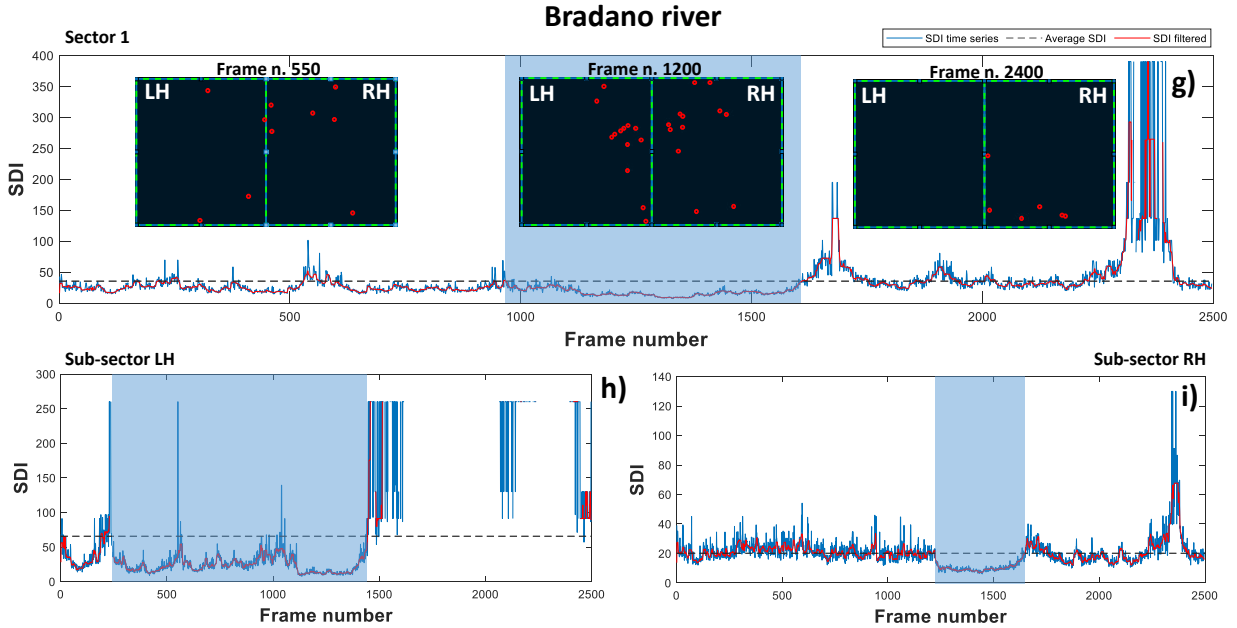 Bradano river
Sector 1
SDI time series Average SDI SDI filtered
Frame n. 550 Frame n. 1200 Frame n. 2400
LH RH LH RH LH RH g)
400
350
300
250
200
150
100
50
0
SDI
0 500 1000 1500 2000 2500
Frame number
Sub-sector LH
h)
300
250
200
150
100
50
0
SDI
0 500 1000 1500 2000 2500
Frame number
Sub-sector RH
i)
140
120
100
80
60
40
20
0
SDI
0 500 1000 1500 2000 2500
Frame number